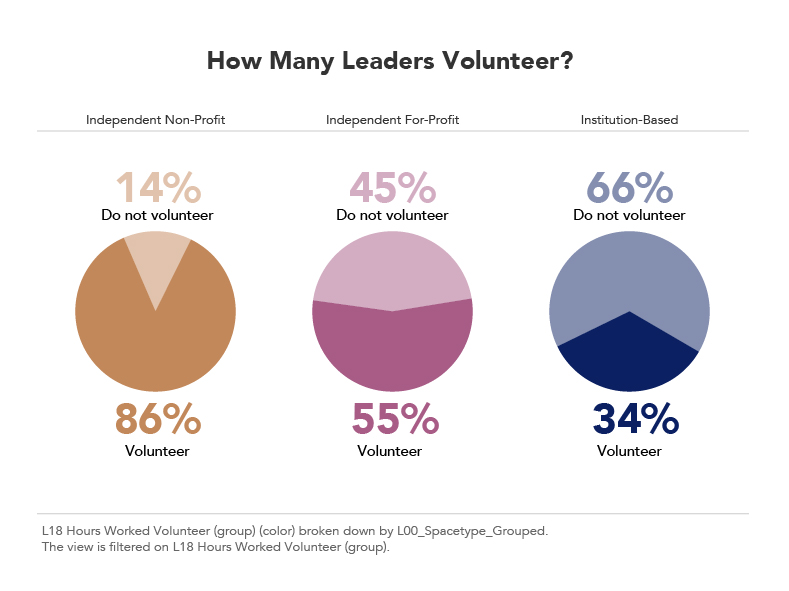 How Many Leaders Volunteer?
Independent Non-Profit
Independent For-Profit
Institution-Based
14%
Do not volunteer
45%
Do not volunteer
66%
Do not volunteer
86%
Volunteer
55%
Volunteer
34%
Volunteer
L18 Hours Worked Volunteer (group) (color) broken down by L00_Spacetype_Grouped.
The view is filtered on L18 Hours Worked Volunteer (group).